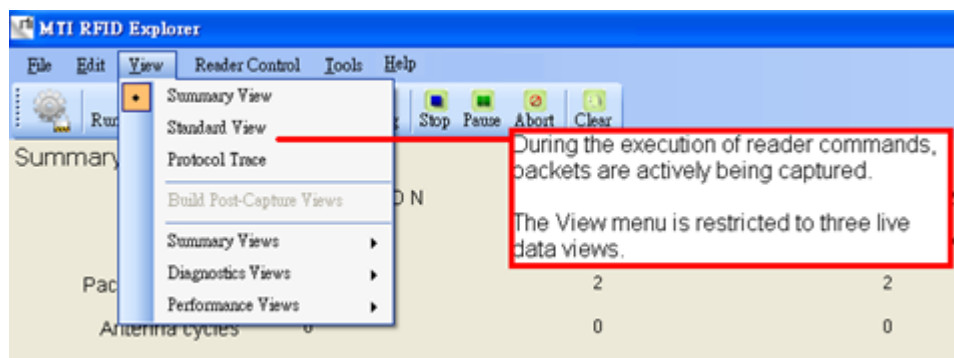 MTI RFID Explorer
File Edit View Reader Control Tools Help
Stop Pause Abort Clear
Summary View
Standard View
Protocol Trace
Build Post-Capture Views
Summary Views
Diagnostics Views
Performance Views
Summary
During the execution of reader commands,
packets are actively being captured.
The View menu is restricted to three live
data views.
2 2
Antenna cycles 0 0 0